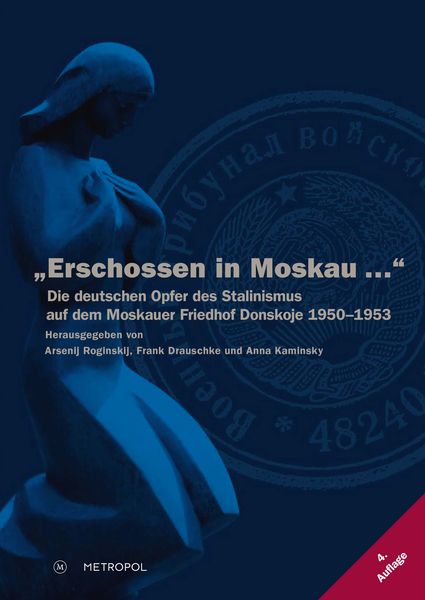 Военный трибунал войско
* 48240
„Erschossen in Moskau ...“
Die deutschen Opfer des Stalinismus
auf dem Moskauer Friedhof Donskoje 1950–1953
Herausgegeben von
Arsenij Roginskij, Frank Drauschke und Anna Kaminsky
4.
Auflage
M
METROPOL